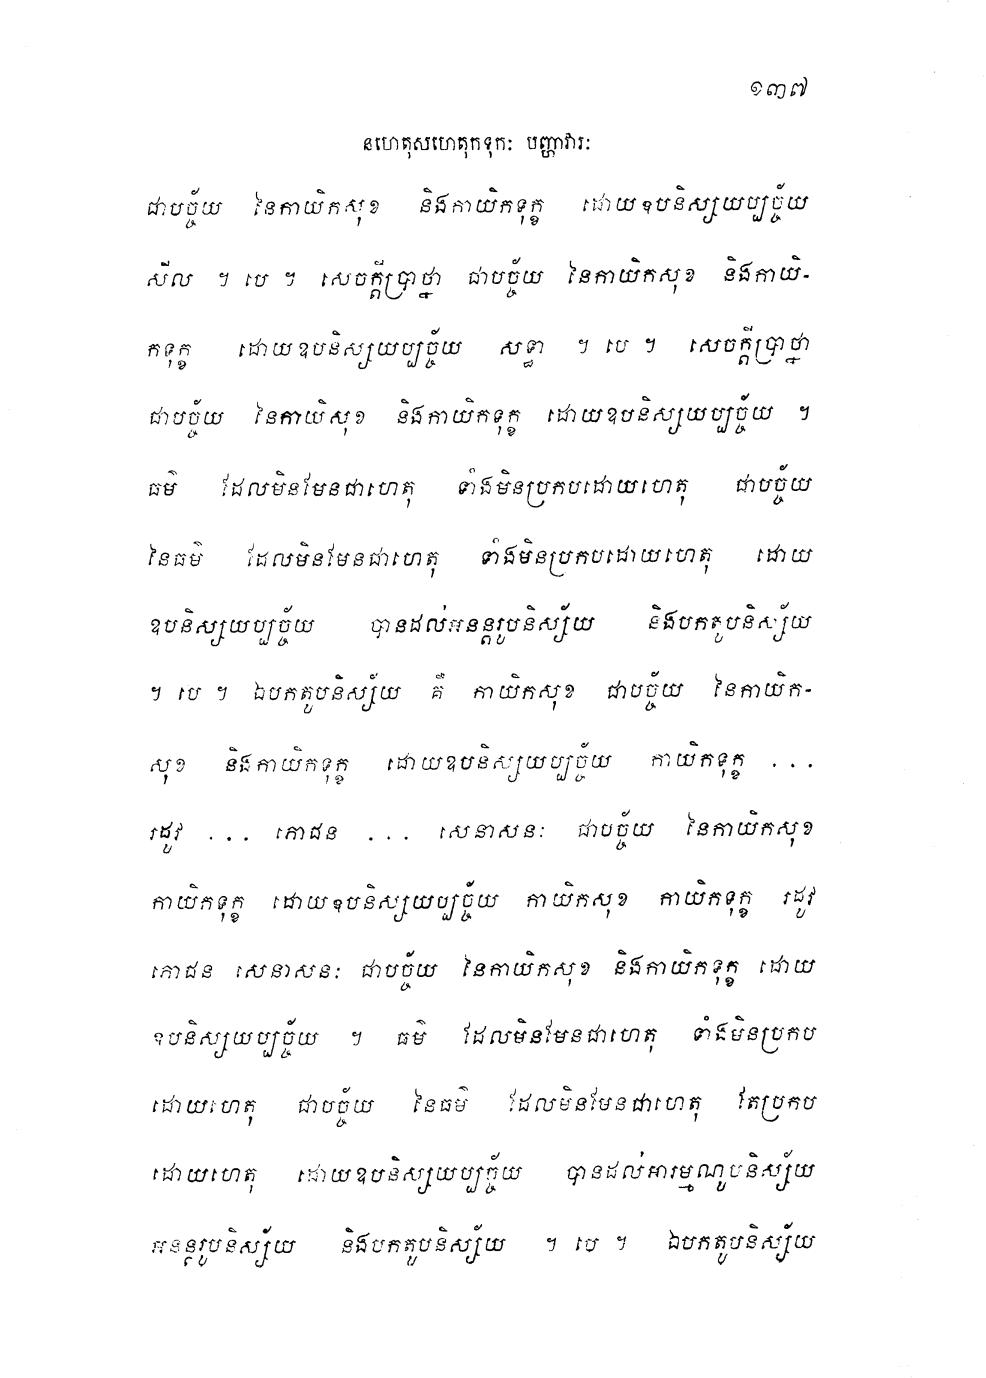 ១៣៧
នហេតុសហេតុកទុកៈ បញ្ហាវារៈ
ជាបច្ច័យ នៃកាយិកសុខ និងកាយិកទុក្ខ ដោយឧបនិស្សយប្បច្ច័យ
សីល ។ បេ ។ សេចក្តីប្រាថ្នា ជាបច្ច័យ នៃកាយិកសុខ និងកាយិ-
កទុក្ខ ដោយឧបនិស្សយប្បច្ច័យ សទ្ធា ។ បេ ។ សេចក្តីប្រាថ្នា
ជាបច្ច័យ នៃកាយិសុខ និងកាយិកទុក្ខ ដោយឧបនិស្សយប្បច្ច័យ ។
ធម៌ ដែលមិនមែនជាហេតុ ទាំងមិនប្រកបដោយហេតុ ជាបច្ច័យ
នៃធម៌ ដែលមិនមែនជាហេតុ ទាំងមិនប្រកបដោយហេតុ ដោយ
ឧបនិស្សយប្បច្ច័យ បានដល់អនន្តរូបនិស្ស័យ និងបកតូបនិស្ស័យ
។ បេ ។ ឯបកតូបនិស្ស័យ គឺ កាយិកសុខ ជាបច្ច័យ នៃកាយិក-
សុខ និងកាយិកទុក្ខ ដោយឧបនិស្សយប្បច្ច័យ កាយិកទុក្ខ ...
រដូវ ... ភោជន ... សេនាសនៈ ជាបច្ច័យ នៃកាយិកសុខ
កាយិកទុក្ខ ដោយឧបនិស្សយប្បច្ច័យ កាយិកសុខ កាយិកទុក្ខ រដូវ
ភោជន សេនាសនៈ ជាបច្ច័យ នៃកាយិកសុខ និងកាយិកទុក្ខ ដោយ
ឧបនិស្សយប្បច្ច័យ ។ ធម៌ ដែលមិនមែនជាហេតុ ទាំងមិនប្រកប
ដោយហេតុ ជាបច្ច័យ នៃធម៌ ដែលមិនមែនជាហេតុ តែប្រកប
ដោយហេតុ ដោយឧបនិស្សយប្បច្ច័យ បានដល់អារម្មណូបនិស្ស័យ
អនន្តរូបនិស្ស័យ និងបកតូបនិស្ស័យ ។ បេ ។ ឯបកតូបនិស្ស័យ